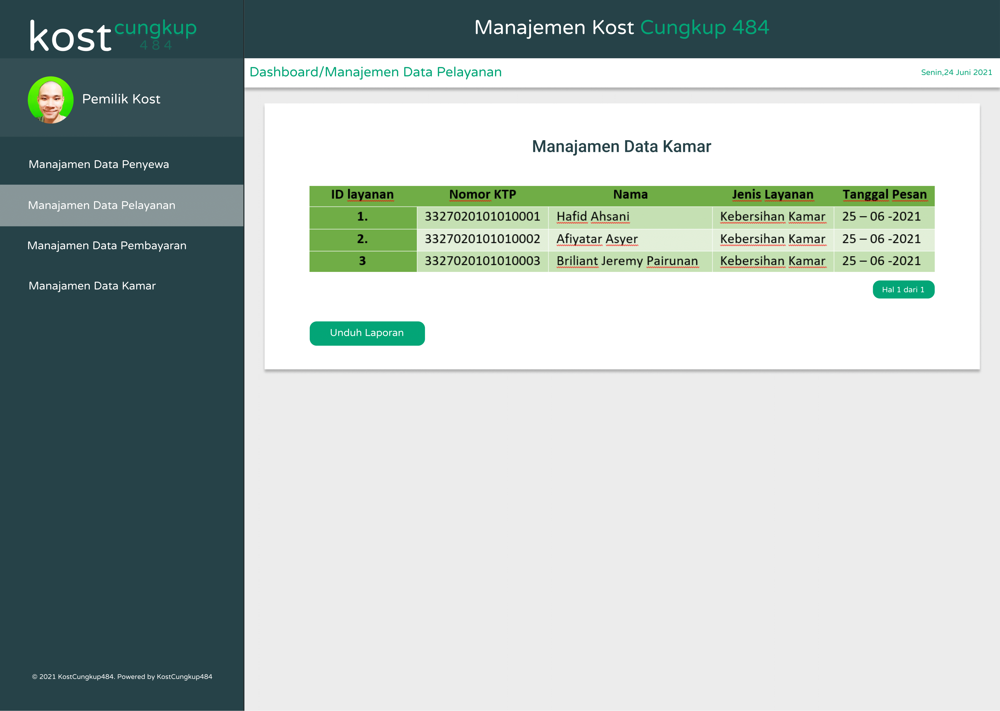 kost cungkup
484
Manajemen Kost Cungkup 484
Dashboard/Manajemen Data Pelayanan
Senin,24 Juni 2021
Pemilik Kost
Manajamen Data Penyewa
Manajamen Data Pelayanan
Manajamen Data Pembayaran
Manajamen Data Kamar
Manajamen Data Kamar
ID layanan Nomor KTP Nama Jenis Layanan Tanggal Pesan
1. 3327020101010001 Hafid Ahsani Kebersihan Kamar 25 – 06 -2021
2. 3327020101010002 Afiyatar Asyer Kebersihan Kamar 25 – 06 -2021
3 3327020101010003 Briliant Jeremy Pairunan Kebersihan Kamar 25 – 06 -2021
Hal 1 dari 1
Unduh Laporan
© 2021 KostCungkup484. Powered by KostCungkup484